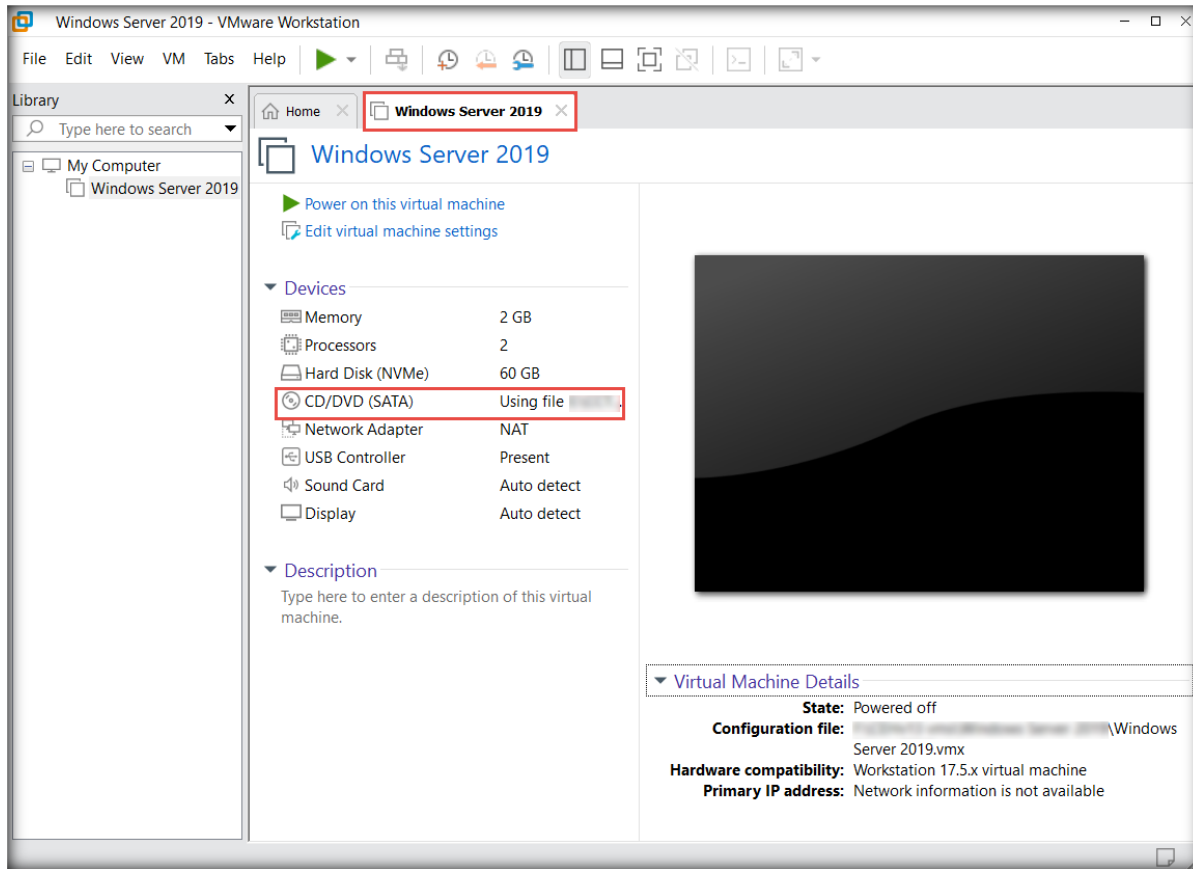 Windows Server 2019 - VMware Workstation
File Edit View VM Tabs Help
Library X
Type here to search
My Computer
Windows Server 2019
Home
Windows Server 2019
Windows Server 2019
Power on this virtual machine
Edit virtual machine settings
Devices
Memory 2 GB
Processors 2
Hard Disk (NVMe) 60 GB
CD/DVD (SATA) Using file
Network Adapter NAT
USB Controller Present
Sound Card Auto detect
Display Auto detect
Description
Type here to enter a description of this virtual
machine.
Virtual Machine Details
State: Powered off
Configuration file: \Windows
Server 2019.vmx
Hardware compatibility: Workstation 17.5.x virtual machine
Primary IP address: Network information is not available